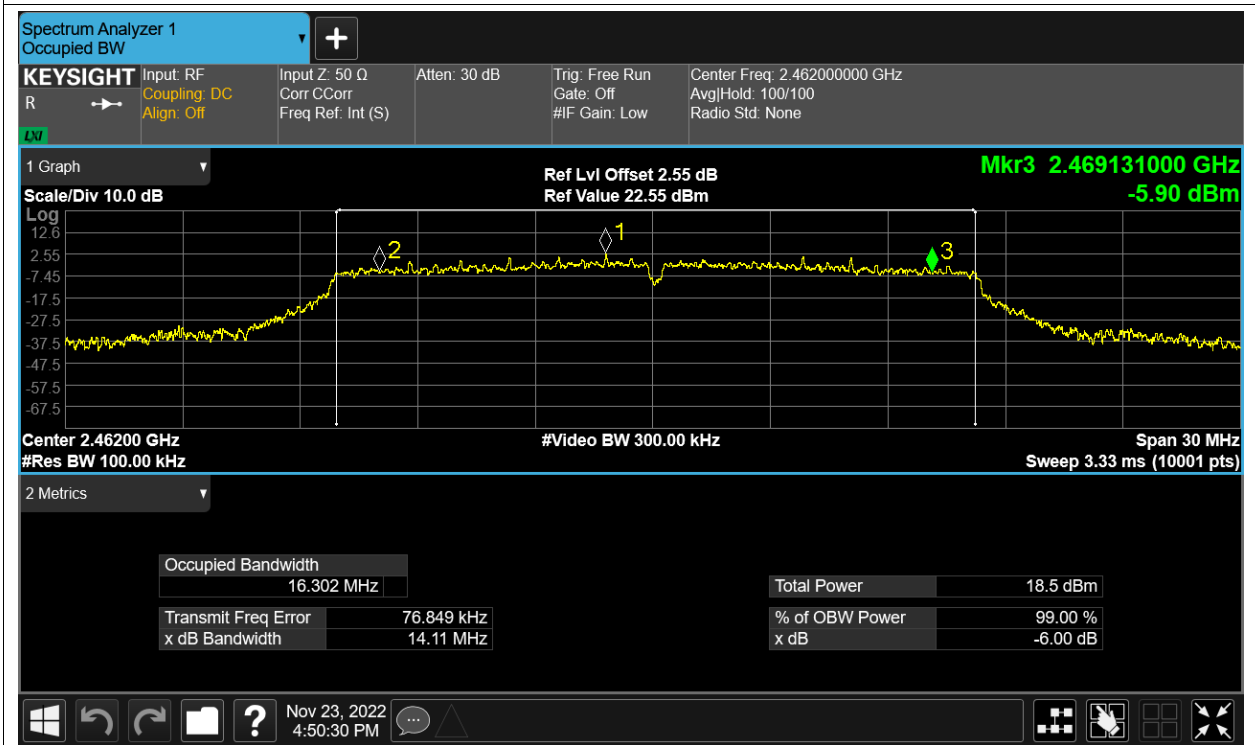 Spectrum Analyzer 1
Occupied BW
KEYSIGHT
R
LXI
Input: RF
Coupling: DC
Align: Off
Input Z: 50 Ω
Corr CCorr
Freq Ref: Int (S)
Atten: 30 dB
Trig: Free Run
Gate: Off
#IF Gain: Low
Center Freq: 2.462000000 GHz
Avg|Hold: 100/100
Radio Std: None
1 Graph
Scale/Div 10.0 dB
Ref Lvl Offset 2.55 dB
Ref Value 22.55 dBm
Mkr3 2.469131000 GHz
-5.90 dBm
Log
12.6
2.55
-7.45
-17.5
-27.5
-37.5
-47.5
-57.5
-67.5
2
1
3
Center 2.46200 GHz
#Res BW 100.00 kHz
#Video BW 300.00 kHz
Span 30 MHz
Sweep 3.33 ms (10001 pts)
2 Metrics
Occupied Bandwidth
16.302 MHz
Transmit Freq Error 76.849 kHz
x dB Bandwidth 14.11 MHz
Total Power 18.5 dBm
% of OBW Power 99.00 %
x dB -6.00 dB
?
Nov 23, 2022
4:50:30 PM